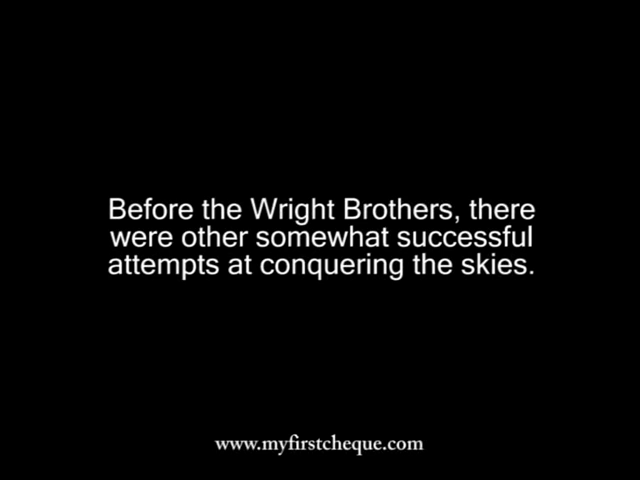 Before the Wright Brothers, there
were other somewhat successful
attempts at conquering the skies.
www.myfirstcheque.com